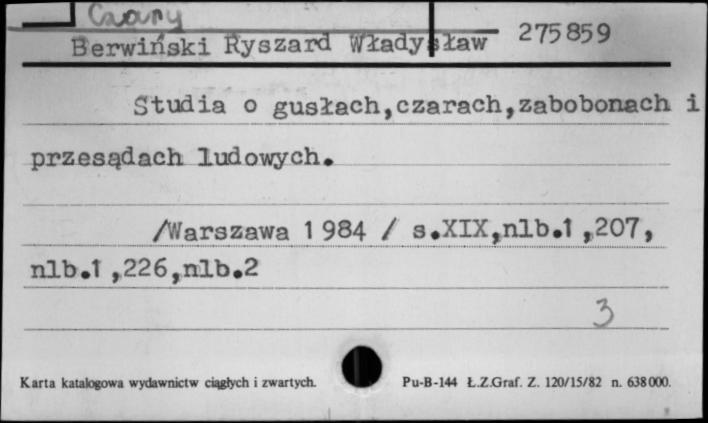 Czary
Berwiński Ryszard Władysław 275859
Studia o gusłach,czarach,zabobonach i
przesądach ludowych.
/Warszawa 1984 / s.XIX,nlb.1,207,
nlb.1,226,nlb.2
3
Karta katalogowa wydawnictw ciągłych i zwartych. Pu-B-144 Ł.Z.Graf. Z. 120/15/82 n. 638000.